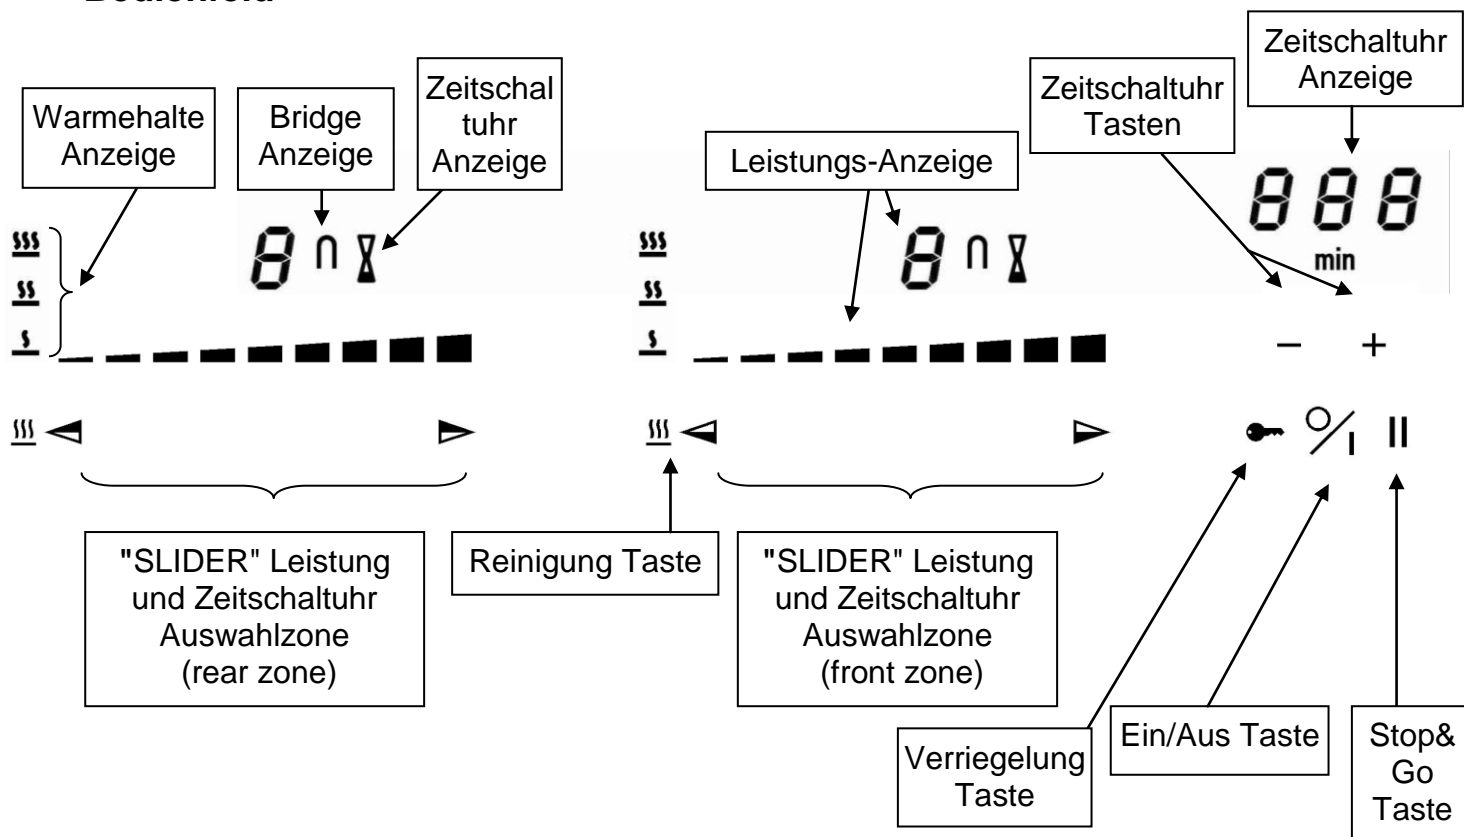 Bedienfeld
Zeitschaltuhr
Anzeige
Zeitschal
tuhr
Anzeige
Zeitschaltuhr
Tasten
Warmehalte
Anzeige
Bridge
Anzeige
Leistungs-Anzeige
888
min
8
8
− +
"SLIDER" Leistung
und Zeitschaltuhr
Auswahlzone
(rear zone)
Reinigung Taste
"SLIDER" Leistung
und Zeitschaltuhr
Auswahlzone
(front zone)
Verriegelung
Taste
Ein/Aus Taste
Stop&
Go
Taste